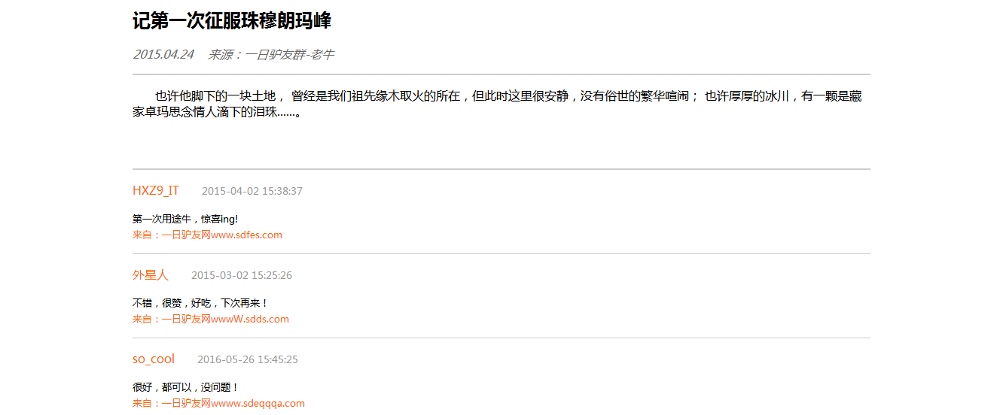 记第一次征服珠穆朗玛峰
2015.04.24 来源：一日驴友群-老牛
也许他脚下的一块土地， 曾经是我们祖先缘木取火的所在，但此时这里很安静，没有俗世的繁华喧闹； 也许厚厚的冰川，有一颗是藏
家卓玛思念情人滴下的泪珠......。
HXZ9_IT 2015-04-02 15:38:37
第一次用途牛，惊喜ing!
来自：一日驴友网www.sdfes.com
外星人 2015-03-02 15:25:26
不错，很赞，好吃，下次再来！
来自：一日驴友网wwwW.sdds.com
so_cool 2016-05-26 15:45:25
很好，都可以，没问题！
来自：一日驴友网wwww.sdeqqqa.com